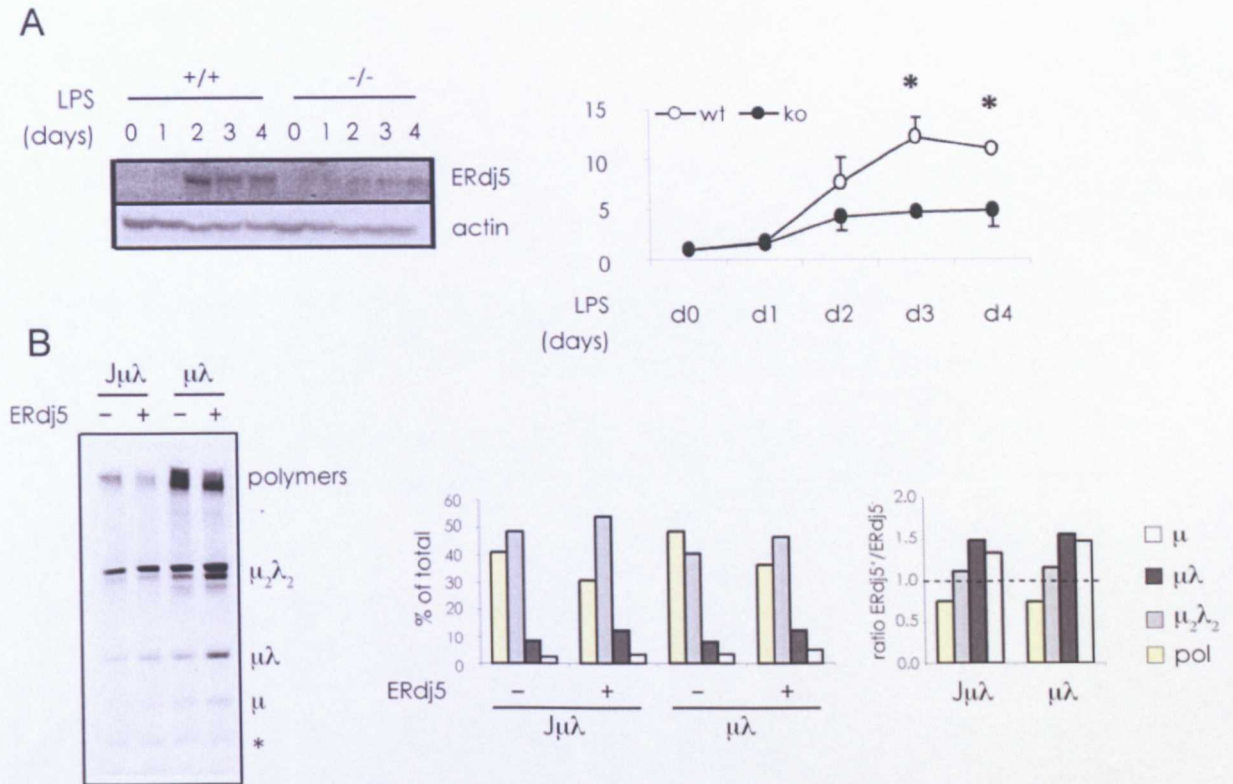 A
+/+ -/-
LPS
(days) 0 1 2 3 4 0 1 2 3 4
ERdj5
actin
15
10
5
0
wt ko
* *
LPS
(days) d0 d1 d2 d3 d4
B
Jμλ μλ
ERdj5 – + – +
polymers
μ₂λ₂
μλ
μ
*
% of total
60
50
40
30
20
10
0
ERdj5 – + – +
Jμλ μλ
ratio ERdj5⁺/ERdj5⁻
2.0
1.5
1.0
0.0
Jμλ μλ
μ
μλ
μ₂λ₂
pol